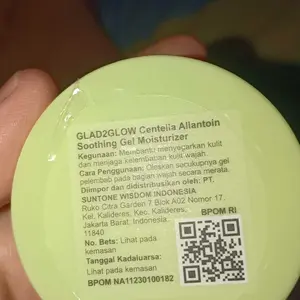 GLAD2GLOW Centella Allantoin
Soothing Gel Moisturizer
Kegunaan: Membantu menyegarkan kulit
dan menjaga kelembutan kulit wajah.
Cara Penggunaan: Oleskan secukupnya gel
pelembab pada bagian wajah secara merata.
Diimpor dan didistribusikan oleh: PT.
SUNTONE WISDOM INDONESIA
Ruko Citra Garden 7 Blok A02 Nomor 17,
Kel. Kalideres, Kec. Kalideres,
Jakarta Barat, Indonesia
11840
BPOM RI
No. Bets: Lihat pada
kemasan
Tanggal Kadaluarsa:
Lihat pada kemasan
BPOM NA11230100182